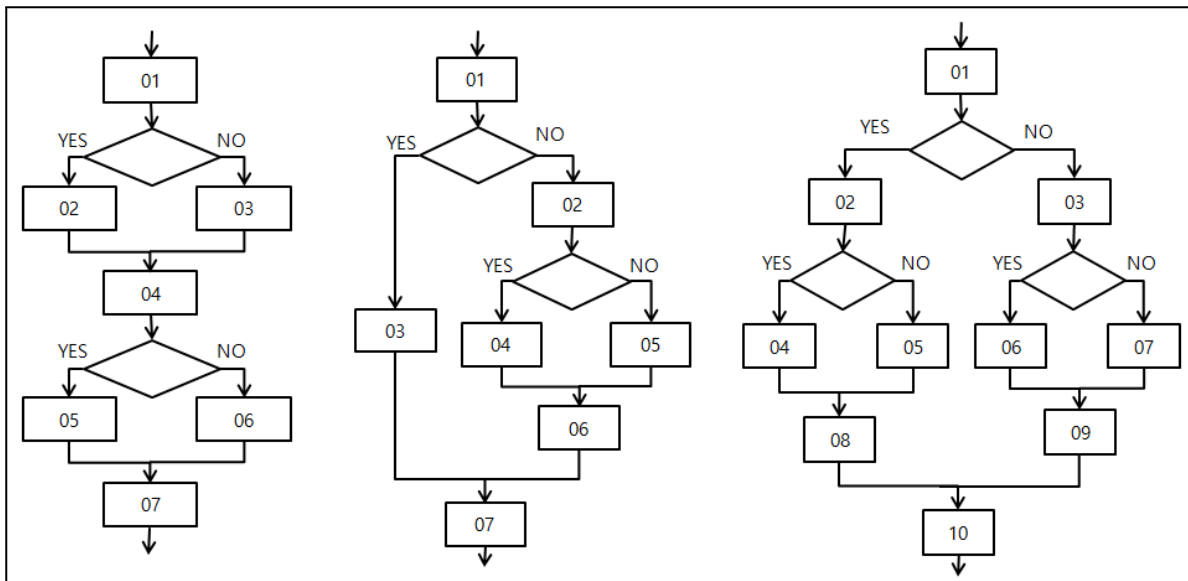 01
YES NO
02 03
04
YES NO
05 06
07
01
YES NO
02
YES NO
03 04 05
06
07
01
YES NO
02 03
YES NO YES NO
04 05 06 07
08 09
10